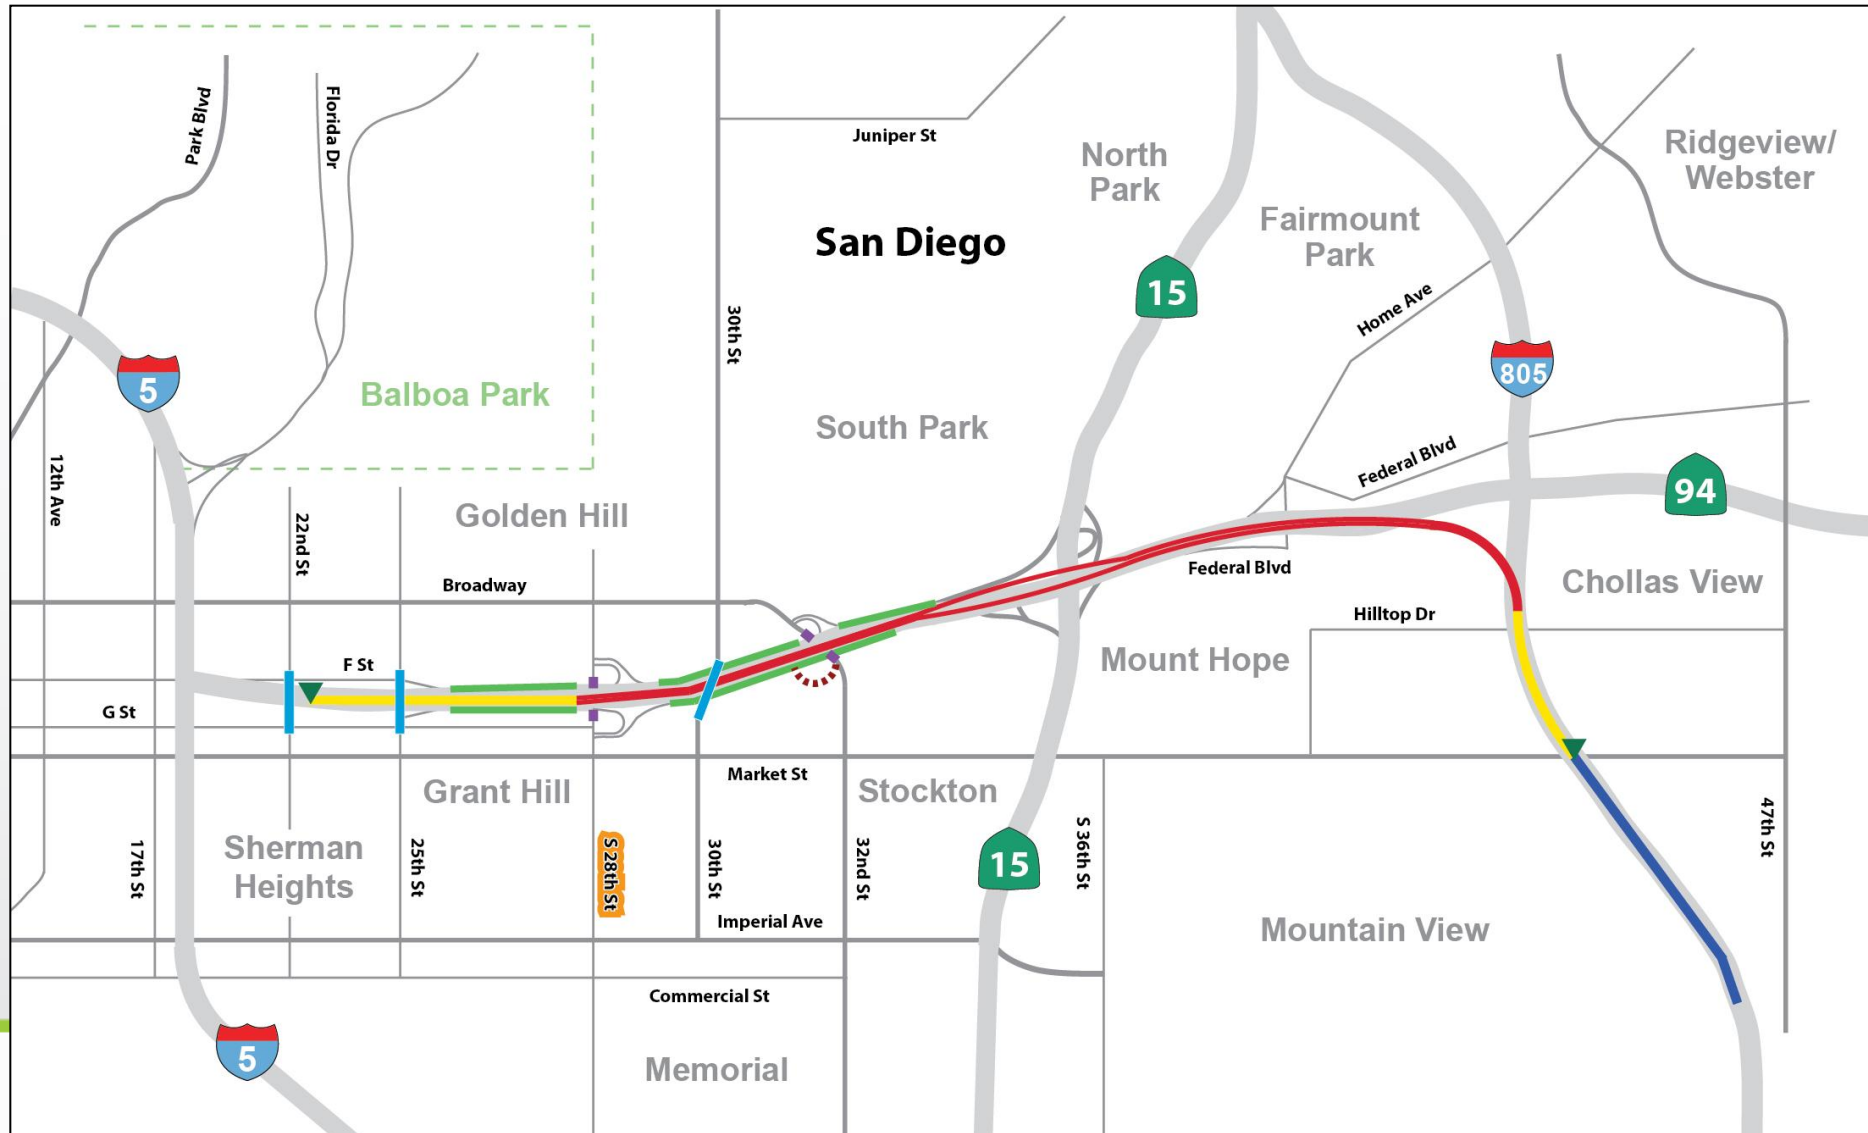 Park Blvd
Florida Dr
Juniper St
North
Park
Ridgeview/
Webster
San Diego
Fairmount
Park
15
30th St
Home Ave
5
805
Balboa Park
South Park
12th Ave
Federal Blvd
94
22nd St
Golden Hill
Broadway
Federal Blvd
Chollas View
Hilltop Dr
F St
Mount Hope
G St
Market St
Grant Hill
Stockton
17th St
Sherman
Heights
25th St
S 28th St
30th St
32nd St
15
S 36th St
47th St
Imperial Ave
Mountain View
Commercial St
5
Memorial